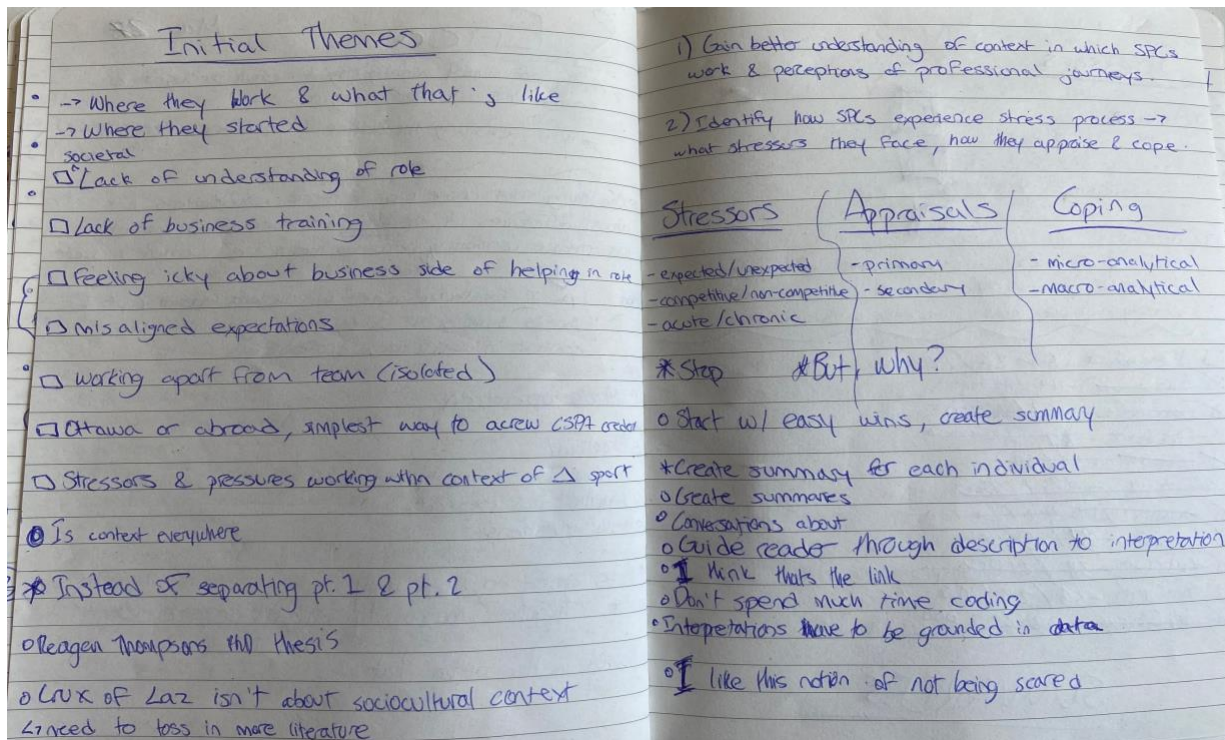 Initial Themes
-> Where they work & what that's like
-> Where they started
societal
□ ^Lack of understanding of role
□ Lack of business training
□ Feeling icky about business side of helping in role
□ misaligned expectations
□ working apart from team (isolated)
□ Ottawa or abroad, simplest way to acrew CSPA
□ Stressors & pressures working within context of Δ sport
o Is context everywhere
* Instead of separating pt. 1 & pt. 2
o Reagen Thompsons PhD thesis
o Crux of Laz isn't about sociocultural context
↳ need to toss in more literature
1) Gain better understanding of context in which SPCs
work & perceptions of professional journeys.
2) Identify how SPCs experience stress process ->
what stressors they face, how they appraise & cope.
Stressors Appraisals Coping
- expected/unexpected - primary - micro-analytical
- competitive/non-competitive - secondary - macro-analytical
- acute/chronic
* Stop * But, why?
o Start w/ easy wins, create summary
* Create summary for each individual
o Create summares
o Conversations about
o Guide reader through description to interpretation
o I think thats the link
o Don't spend much time coding
• Intepretations have to be grounded in data
o I like this notion of not being scared